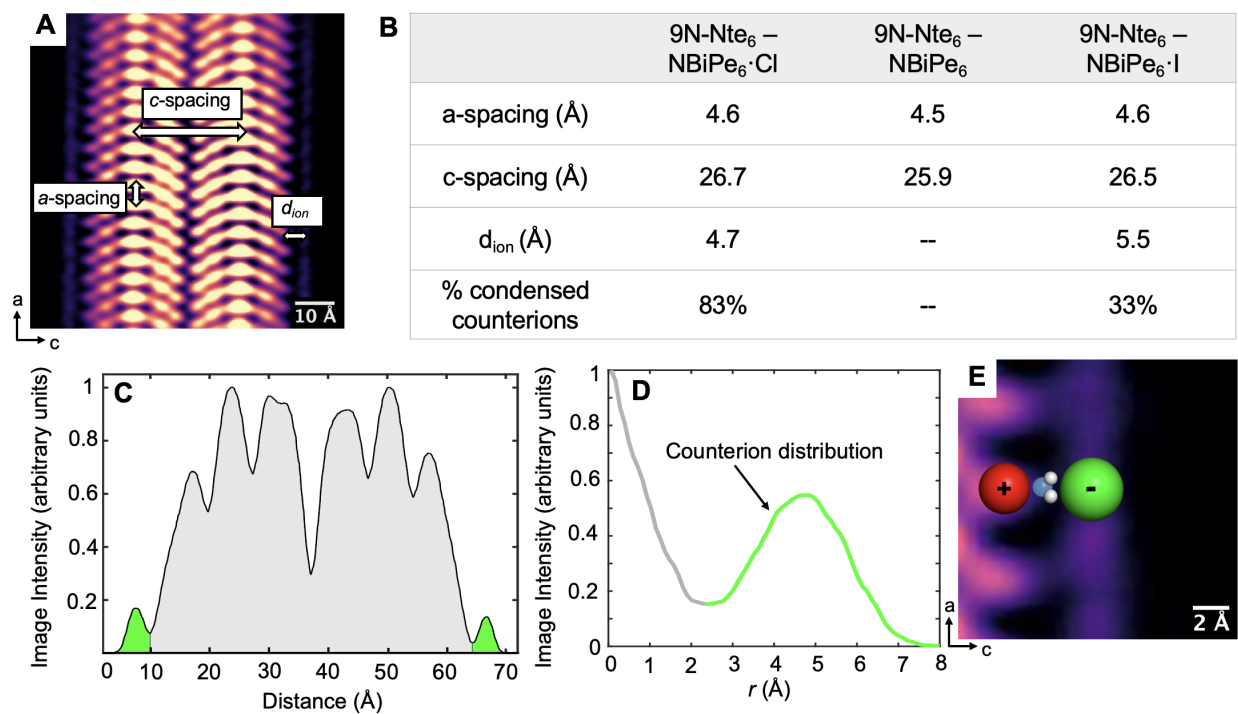 A
c-spacing
a-spacing
d_ion
10 Å
a
c
B
9N-Nte₆ – NBiPe₆·Cl
9N-Nte₆ – NBiPe₆
9N-Nte₆ – NBiPe₆·I
a-spacing (Å) 4.6 4.5 4.6
c-spacing (Å) 26.7 25.9 26.5
d_ion (Å) 4.7 -- 5.5
% condensed counterions 83% -- 33%
C
Image Intensity (arbitrary units)
1
0.8
0.6
0.4
0.2
0 10 20 30 40 50 60 70
Distance (Å)
D
Image Intensity (arbitrary units)
1
0.8
0.6
0.4
0.2
0
Counterion distribution
0 1 2 3 4 5 6 7 8
r (Å)
E
+
-
2 Å
a
c